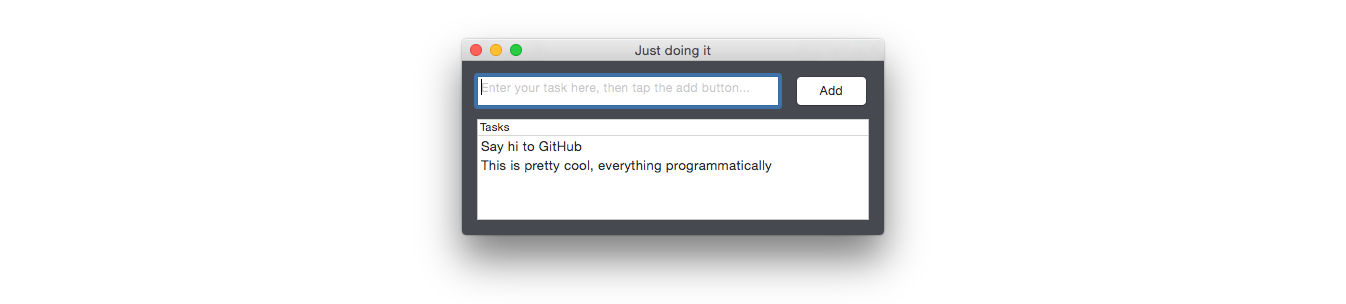 Just doing it
Enter your task here, then tap the add button...
Add
Tasks
Say hi to GitHub
This is pretty cool, everything programmatically